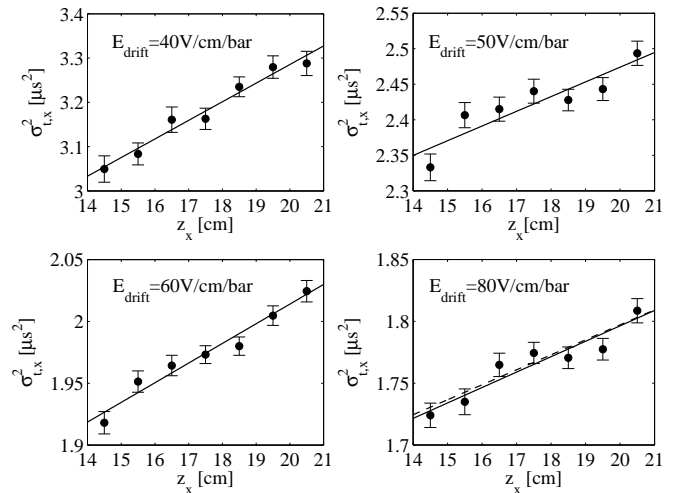 3.4
3.3
3.2
3.1
3
σ²t,x [μs²]
E_drift=40V/cm/bar
14 15 16 17 18 19 20 21
z_x [cm]
2.55
2.5
2.45
2.4
2.35
2.3
σ²t,x [μs²]
E_drift=50V/cm/bar
14 15 16 17 18 19 20 21
z_x [cm]
2.05
2
1.95
1.9
σ²t,x [μs²]
E_drift=60V/cm/bar
14 15 16 17 18 19 20 21
z_x [cm]
1.85
1.8
1.75
1.7
σ²t,x [μs²]
E_drift=80V/cm/bar
14 15 16 17 18 19 20 21
z_x [cm]